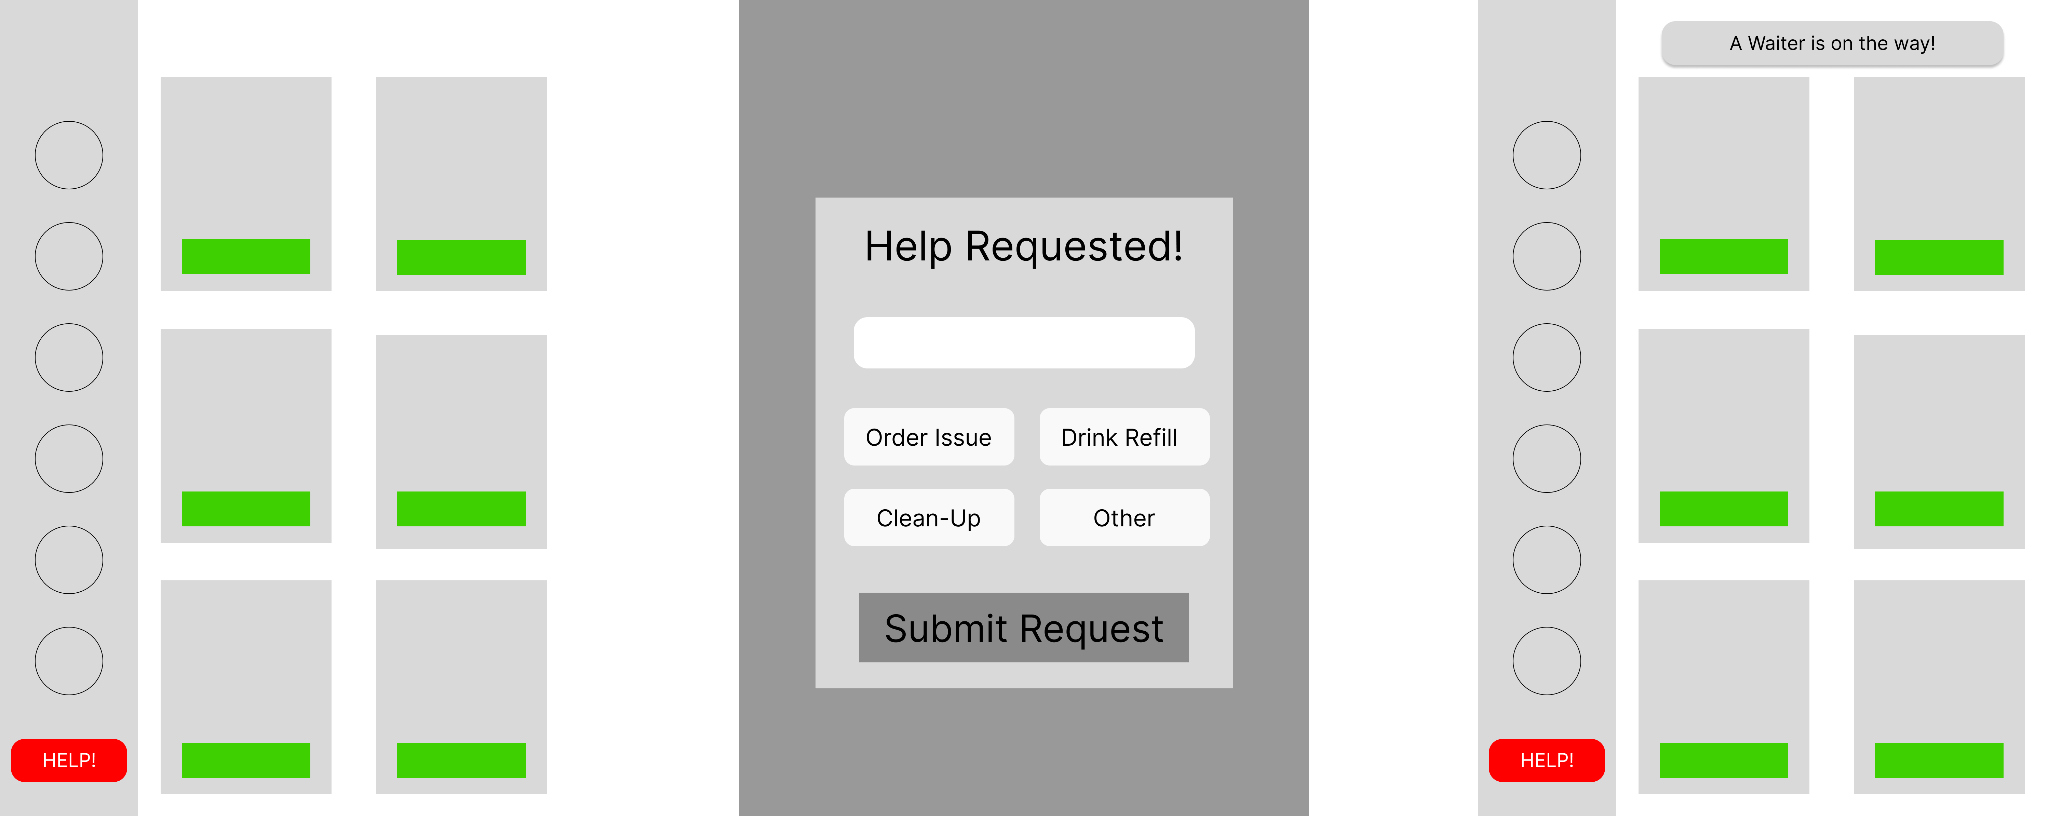 HELP!
Help Requested!
Order Issue
Drink Refill
Clean-Up
Other
Submit Request
A Waiter is on the way!
HELP!